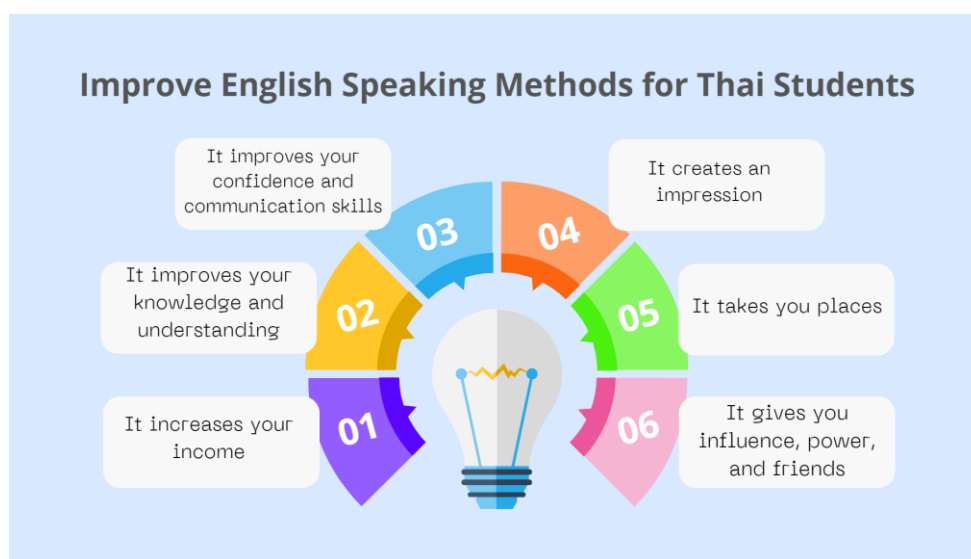 Improve English Speaking Methods for Thai Students
01
It increases your
income
02
It improves your
knowledge and
understanding
03
It improves your
confidence and
communication skills
04
It creates an
impression
05
It takes you places
06
It gives you
influence, power,
and friends